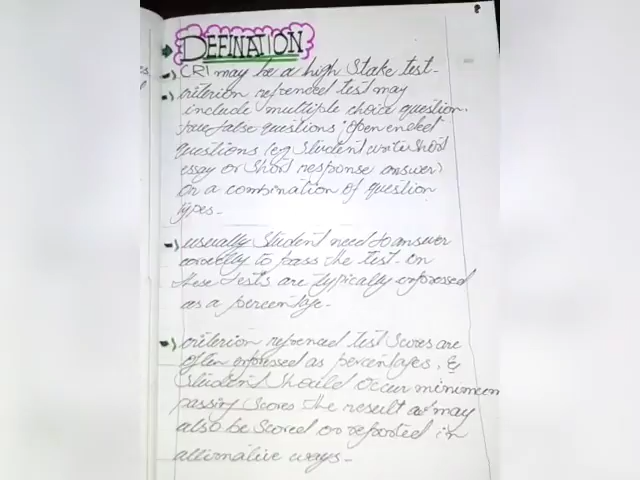 DEFINATION
CRT may be a high Stake test-
criterion refrenced test may
include multiple choice question.
true false questions "open ended
questions (eg Student write short
essay or short response answer)
or a combination of question
types-
usually Student need to answer
correctly to pass the test- on
these tests are typically expressed
as a percentage-
criterion refrenced test Scores are
often expressed as percentages, &
Student Should occur minimum
passing scores the result may
also be scored or reported in
ways-